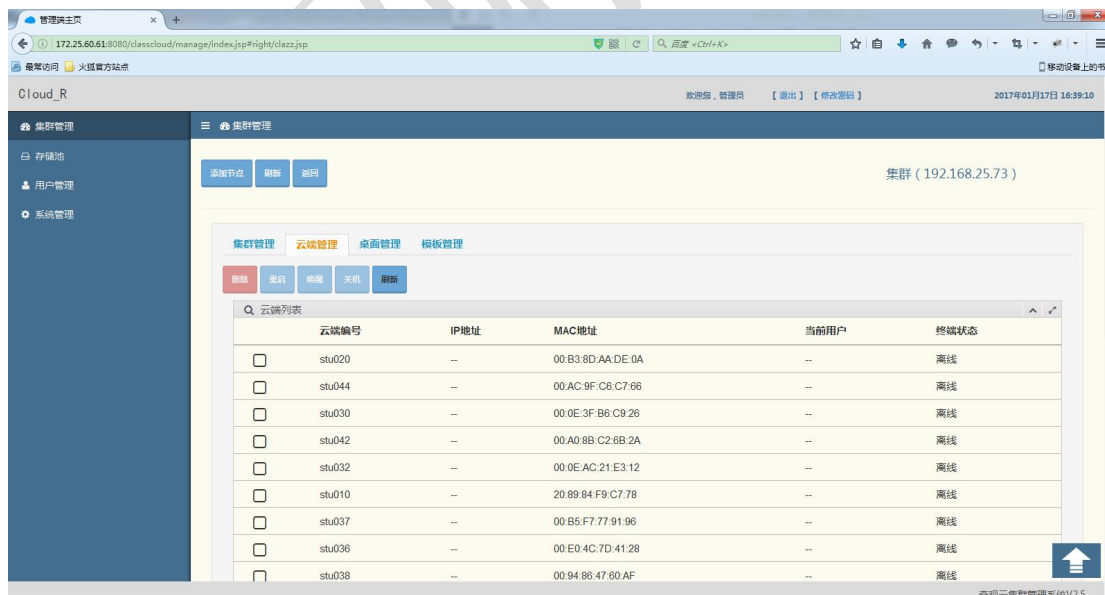 管理端主页 × +
172.25.60.61:8080/classcloud/manage/index.jsp#right/clazz.jsp 百度 <Ctrl+K>
最常访问 火狐官方站点 移动设备上的书
Cloud_R 欢迎您，管理员 【退出】 【修改密码】 2017年01月17日 16:39:10
集群管理
存储池
用户管理
系统管理
集群管理
添加节点 刷新 返回 集群（192.168.25.73）
集群管理 云端管理 桌面管理 模板管理
删除 重启 唤醒 关机 刷新
云端列表
云端编号 IP地址 MAC地址 当前用户 终端状态
stu020 -- 00:B3:8D:AA:DE:0A -- 离线
stu044 -- 00:AC:9F:C6:C7:66 -- 离线
stu030 -- 00:0E:3F:B6:C9:26 -- 离线
stu042 -- 00:A0:8B:C2:6B:2A -- 离线
stu032 -- 00:0E:AC:21:E3:12 -- 离线
stu010 -- 20:89:84:F9:C7:78 -- 离线
stu037 -- 00:B5:F7:77:91:96 -- 离线
stu036 -- 00:E0:4C:7D:41:28 -- 离线
stu038 -- 00:94:86:47:60:AF -- 离线
云集群管理系统V2.5